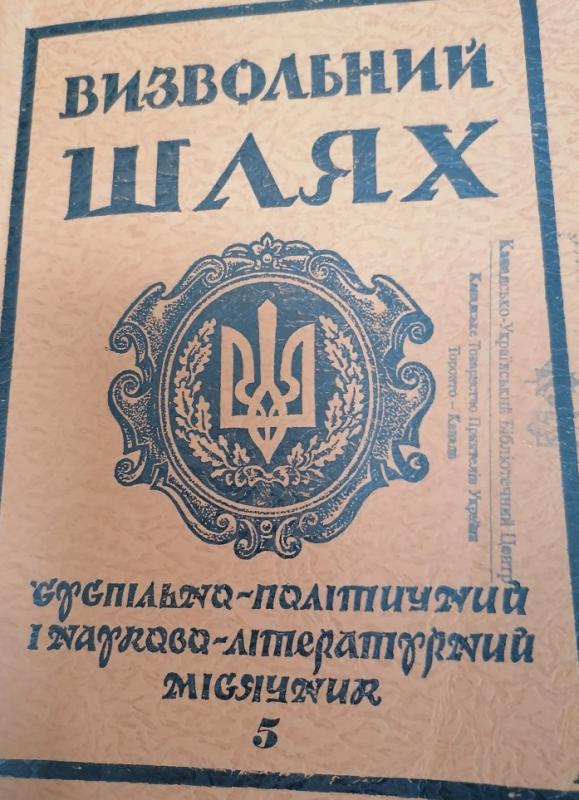 ВИЗВОЛЬНИЙ
ШЛЯХ
СУСПІЛЬНО-ПОЛІТИЧНИЙ
І НАУКОВО-ЛІТЕРАТУРНИЙ
МІСЯЧНИК
5
Канадсько-Український Бібліотечний Центр
Канадське Товариство Приятелів України
Торонто - Канада